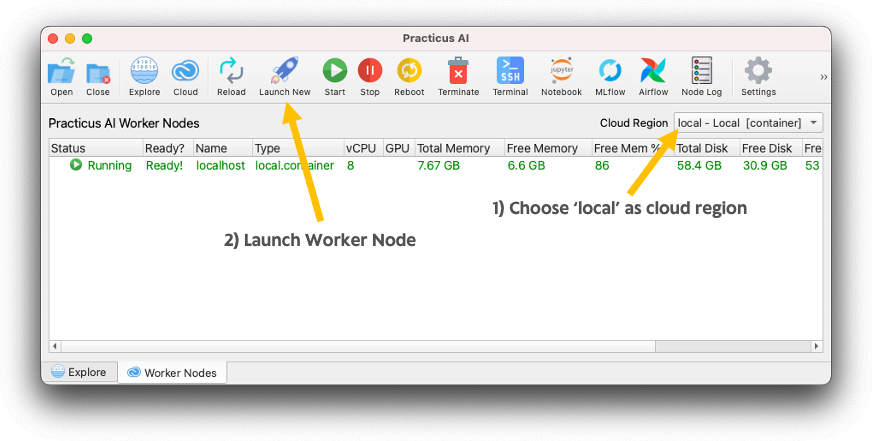 Practicus AI
Open Close Explore Cloud Reload Launch New Start Stop Reboot Terminate Terminal Notebook MLflow Airflow Node Log Settings
SSH
jupyter
»
Practicus AI Worker Nodes Cloud Region local - Local [container]
Status Ready? Name Type vCPU GPU Total Memory Free Memory Free Mem % Total Disk Free Disk Fre
Running Ready! localhost local.container 8 7.67 GB 6.6 GB 86 58.4 GB 30.9 GB 53
1) Choose ‘local’ as cloud region
2) Launch Worker Node
Explore Worker Nodes